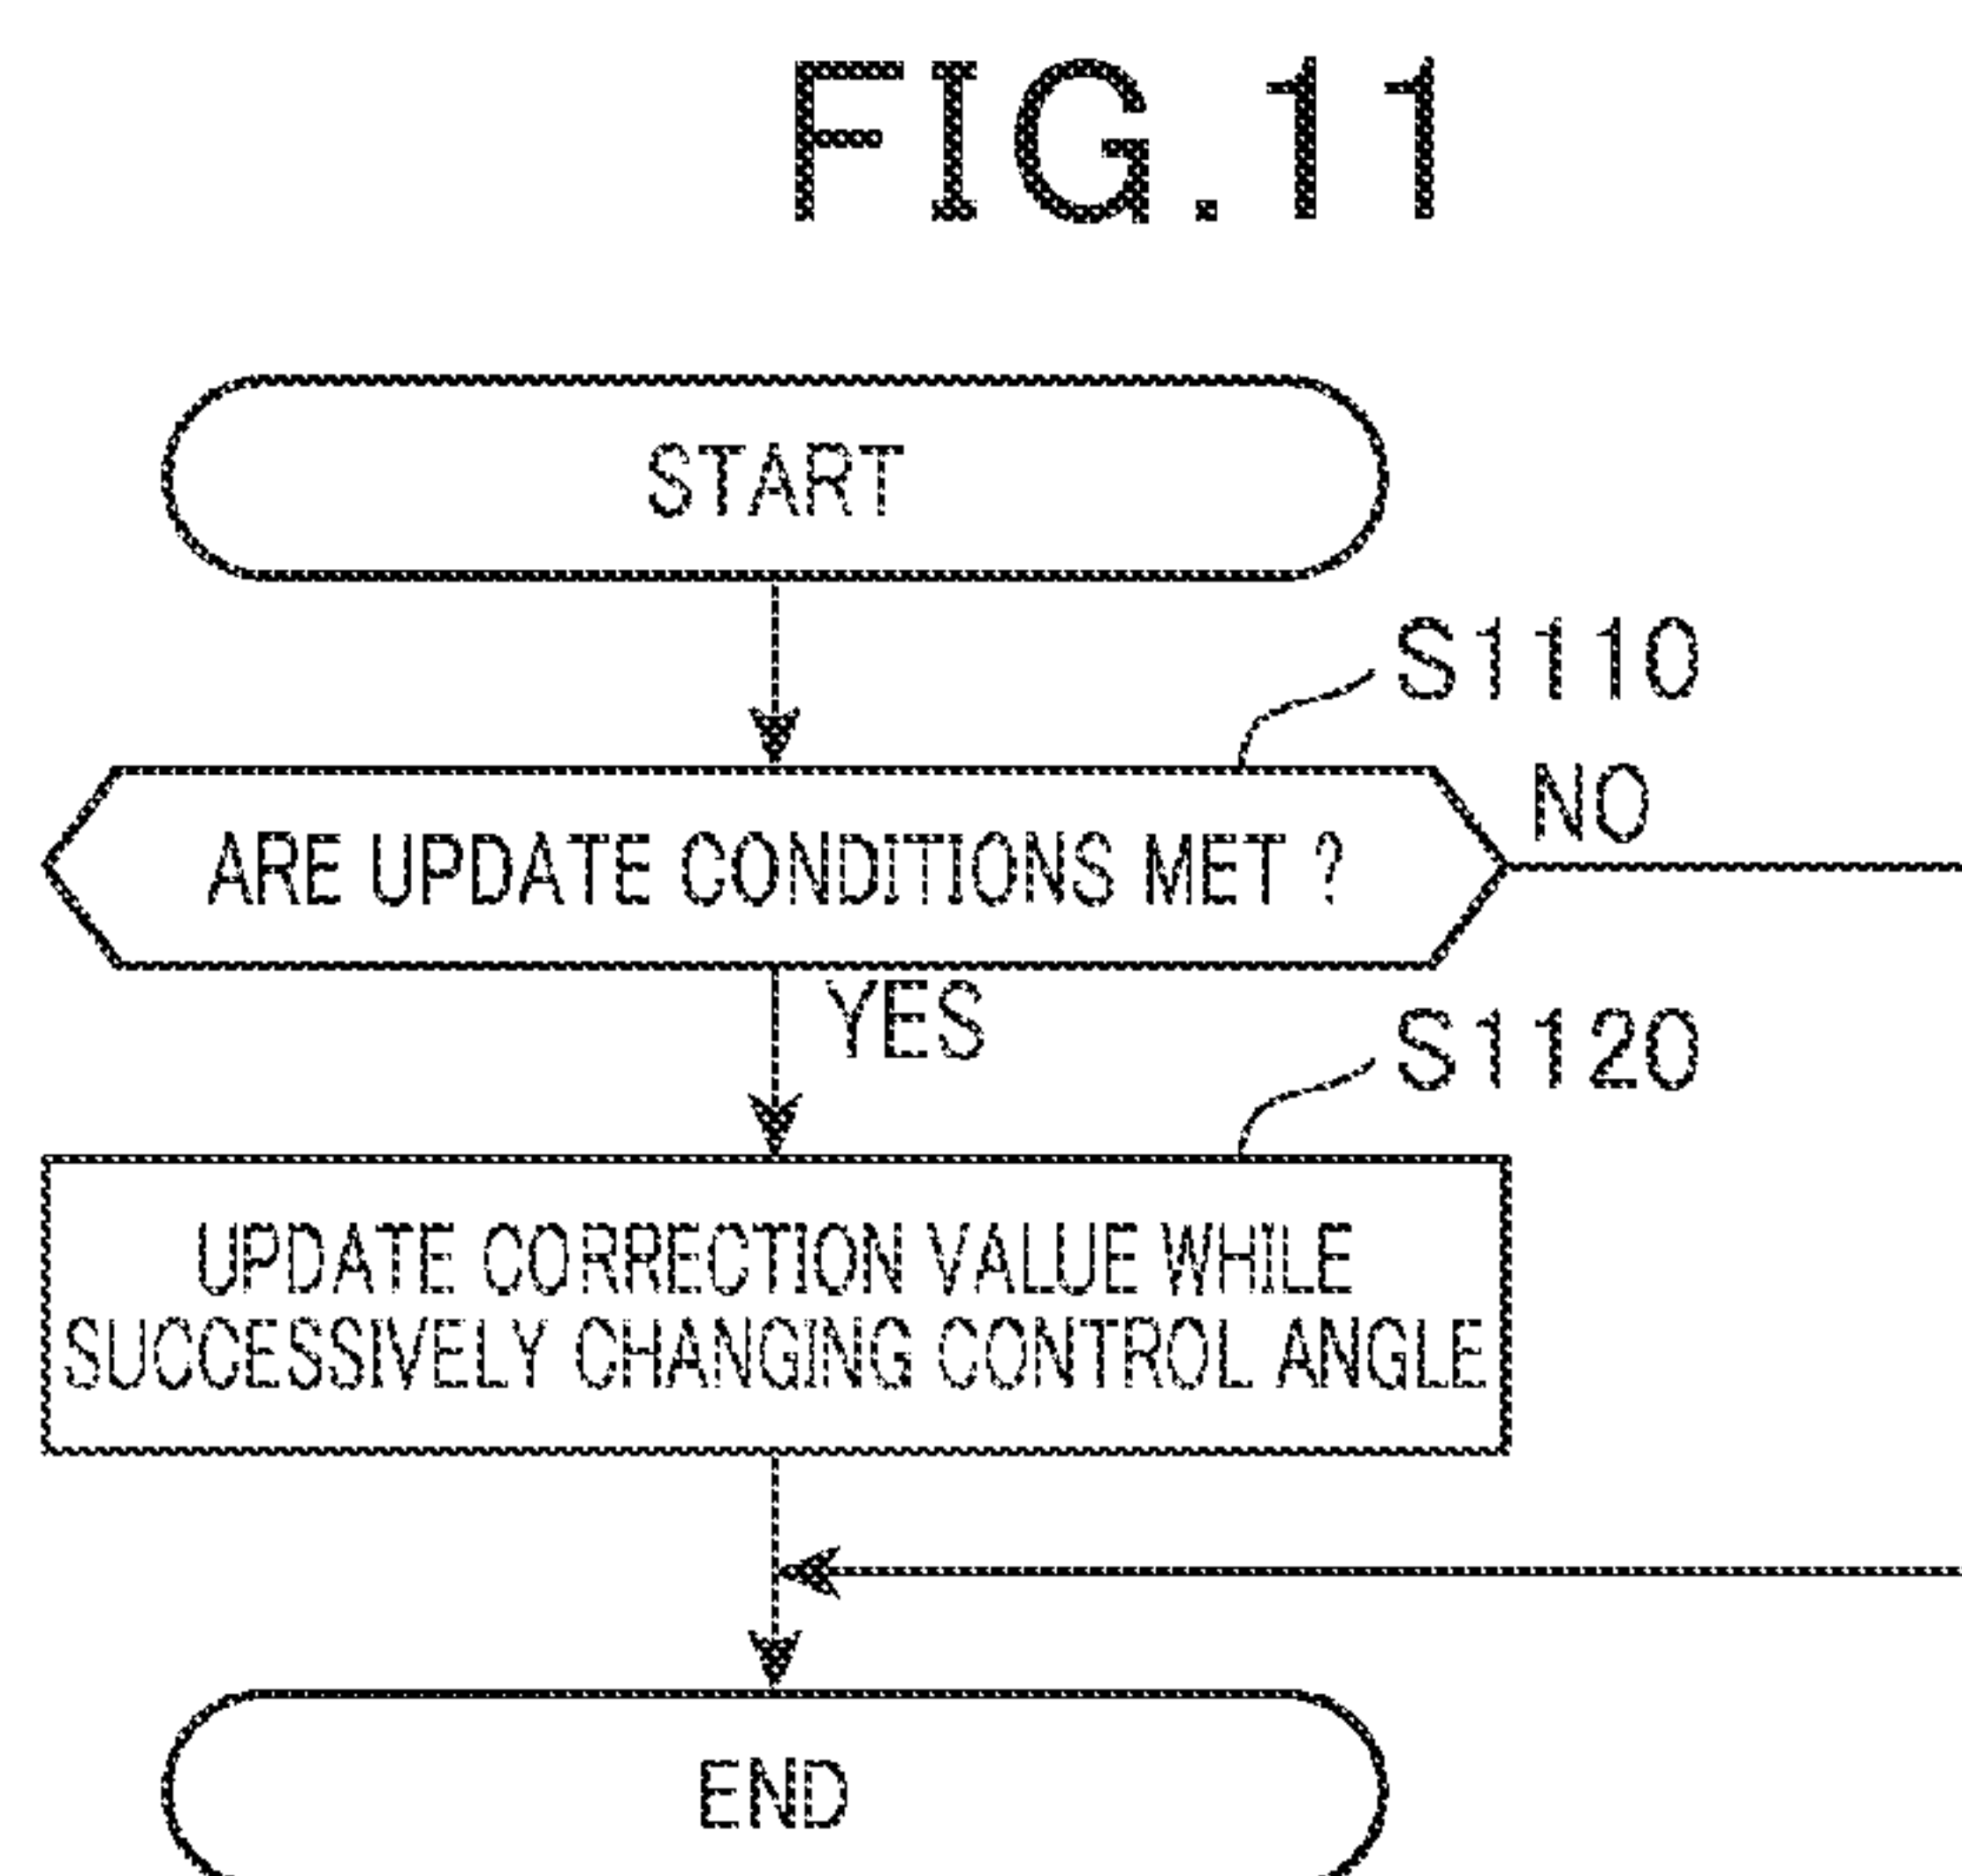 FIG.11
START
S1110
ARE UPDATE CONDITIONS MET ?
NO
YES
S1120
UPDATE CORRECTION VALUE WHILE
SUCCESSIVELY CHANGING CONTROL ANGLE
END